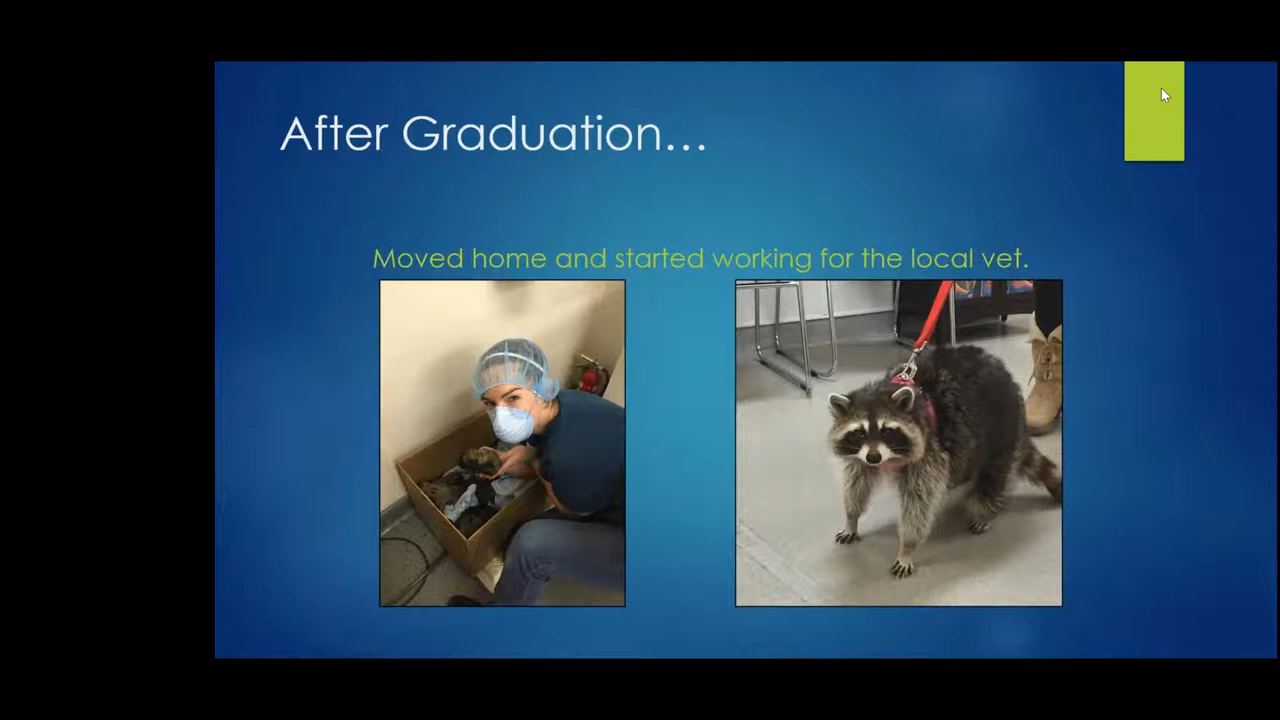 After Graduation…
Moved home and started working for the local vet.